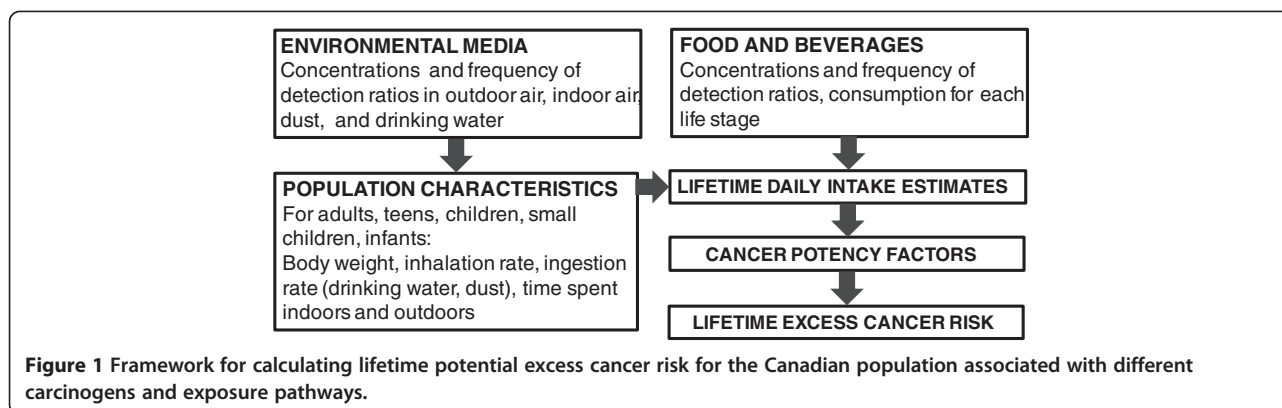 ENVIRONMENTAL MEDIA
Concentrations and frequency of
detection ratios in outdoor air, indoor air,
dust, and drinking water
POPULATION CHARACTERISTICS
For adults, teens, children, small
children, infants:
Body weight, inhalation rate, ingestion
rate (drinking water, dust), time spent
indoors and outdoors
FOOD AND BEVERAGES
Concentrations and frequency of
detection ratios, consumption for each
life stage
LIFETIME DAILY INTAKE ESTIMATES
CANCER POTENCY FACTORS
LIFETIME EXCESS CANCER RISK
Figure 1 Framework for calculating lifetime potential excess cancer risk for the Canadian population associated with different
carcinogens and exposure pathways.